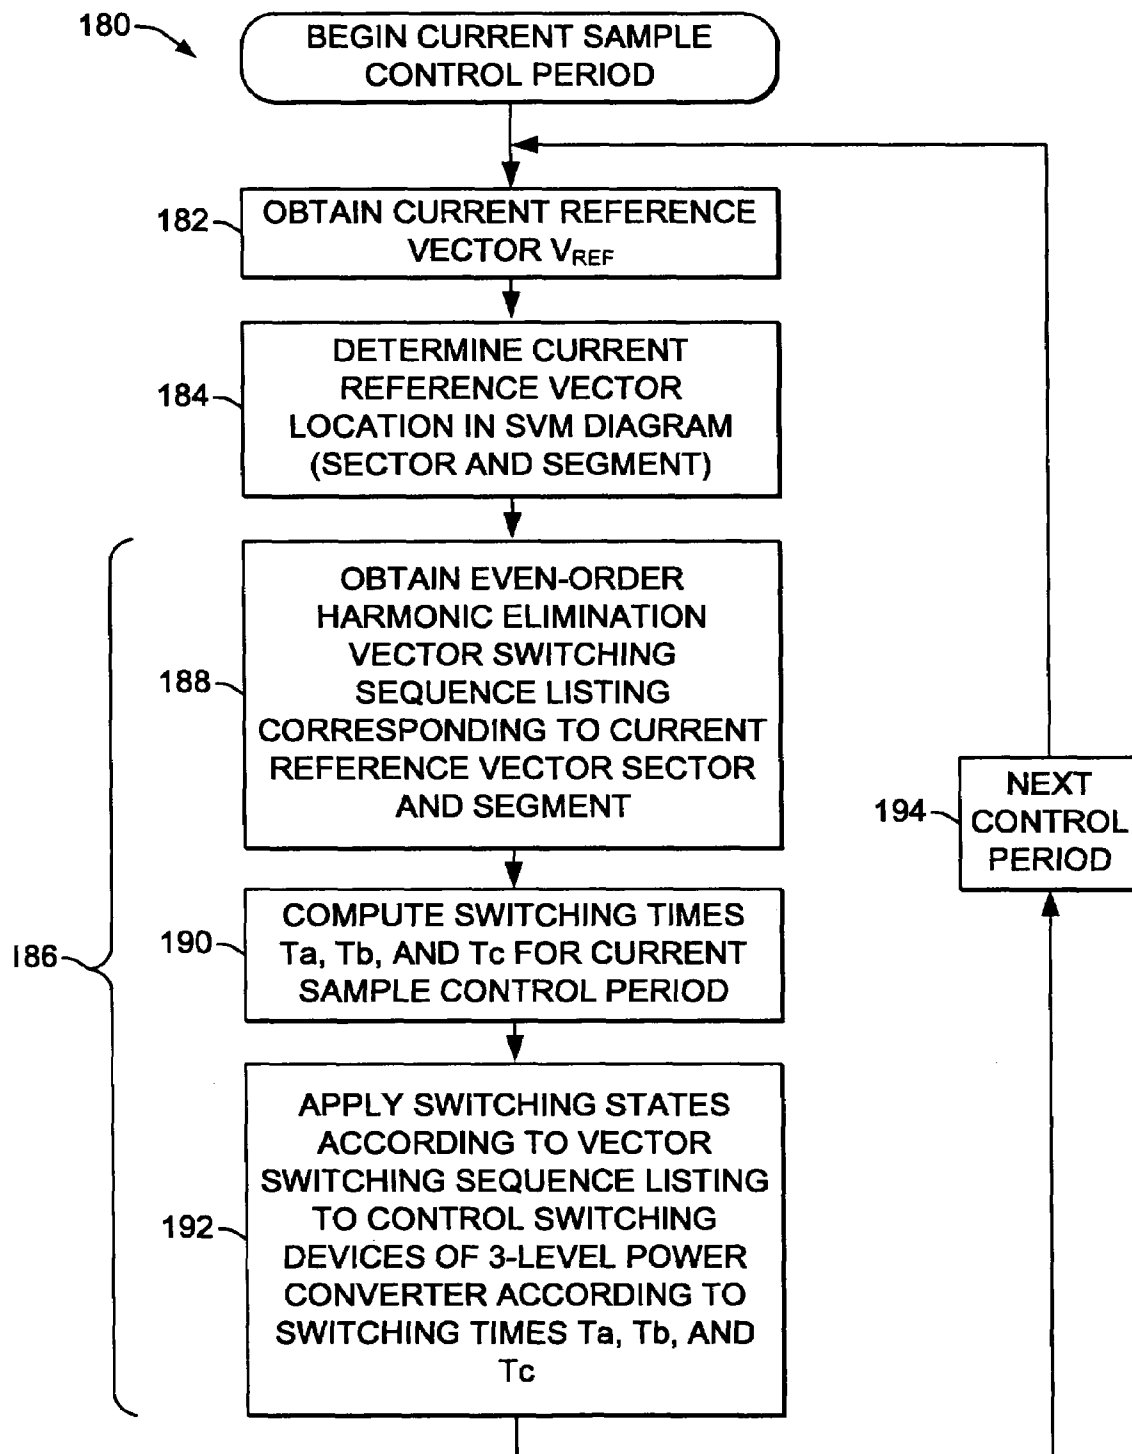 180
BEGIN CURRENT SAMPLE
CONTROL PERIOD
182
OBTAIN CURRENT REFERENCE
VECTOR VREF
184
DETERMINE CURRENT
REFERENCE VECTOR
LOCATION IN SVM DIAGRAM
(SECTOR AND SEGMENT)
186
188
OBTAIN EVEN-ORDER
HARMONIC ELIMINATION
VECTOR SWITCHING
SEQUENCE LISTING
CORRESPONDING TO CURRENT
REFERENCE VECTOR SECTOR
AND SEGMENT
190
COMPUTE SWITCHING TIMES
Ta, Tb, AND Tc FOR CURRENT
SAMPLE CONTROL PERIOD
192
APPLY SWITCHING STATES
ACCORDING TO VECTOR
SWITCHING SEQUENCE LISTING
TO CONTROL SWITCHING
DEVICES OF 3-LEVEL POWER
CONVERTER ACCORDING TO
SWITCHING TIMES Ta, Tb, AND
Tc
194
NEXT
CONTROL
PERIOD